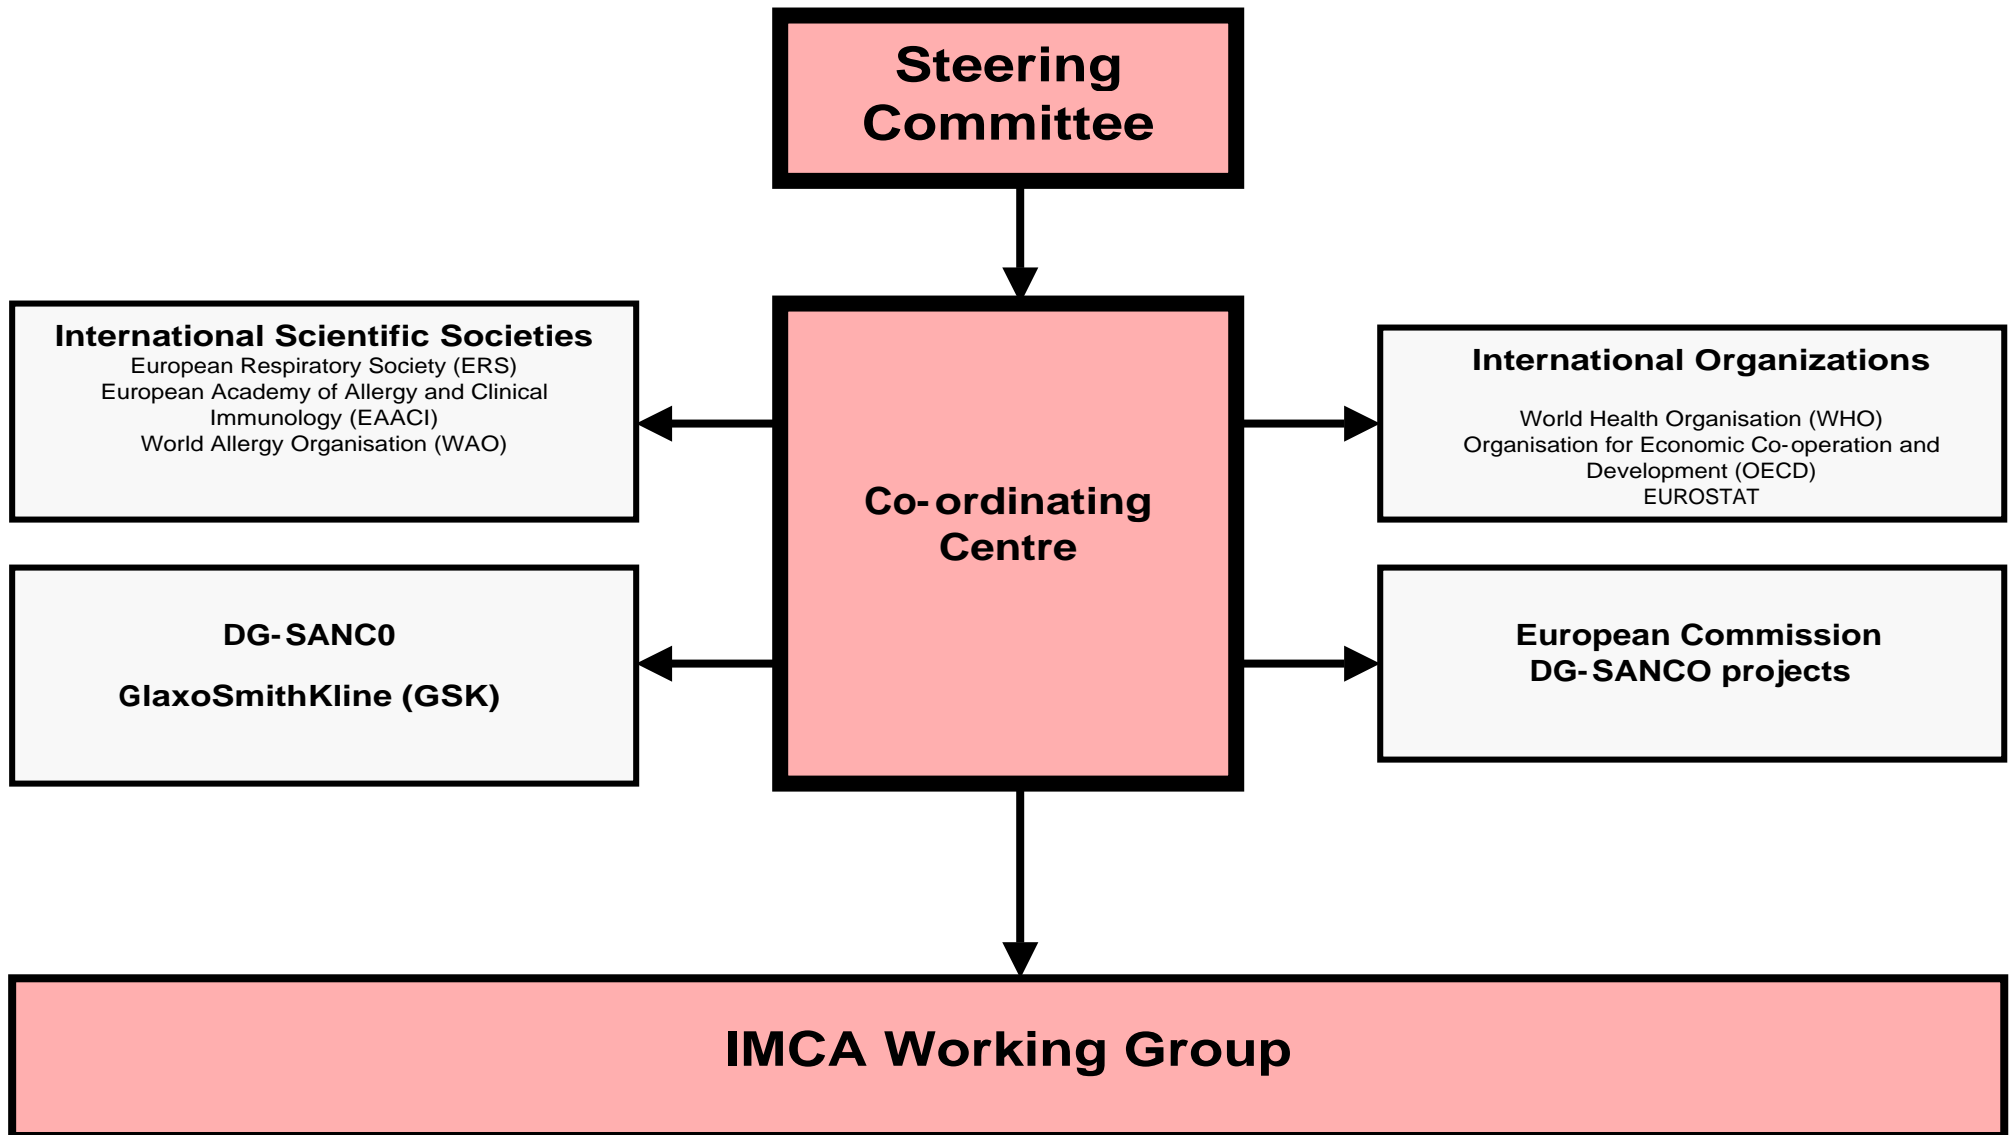 Steering
Committee
International Scientific Societies
European Respiratory Society (ERS)
European Academy of Allergy and Clinical
Immunology (EAACI)
World Allergy Organisation (WAO)
Co-ordinating
Centre
International Organizations
World Health Organisation (WHO)
Organisation for Economic Co-operation and
Development (OECD)
EUROSTAT
DG-SANC0
GlaxoSmithKline (GSK)
European Commission
DG-SANCO projects
IMCA Working Group